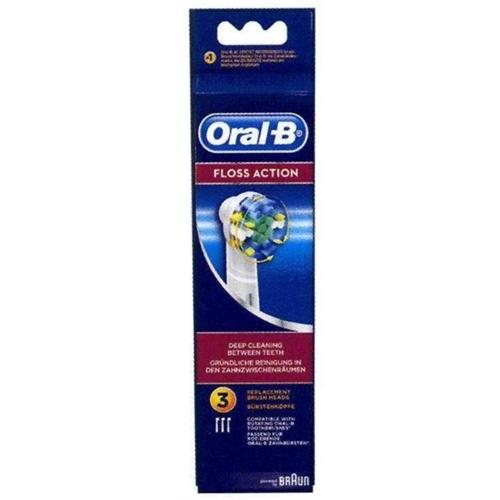 #1
Oral-B
FLOSS ACTION
DEEP CLEANING
BETWEEN TEETH
GRÜNDLICHE REINIGUNG IN
DEN ZAHNZWISCHENRÄUMEN
3
REPLACEMENT
BRUSH HEADS
BÜRSTENKÖPFE
COMPATIBLE WITH
ROTATING ORAL-B
TOOTHBRUSHES*
PASSEND FÜR
ROTIERENDE
ORAL-B ZAHNBÜRSTEN*
powered by BRAUN